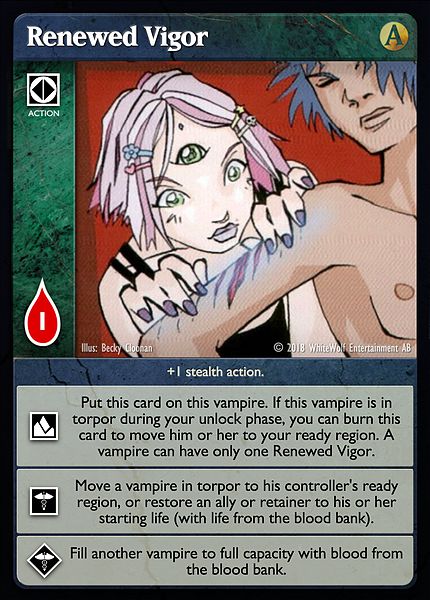 Renewed Vigor
A
ACTION
1
Illus: Becky Cloonan
© 2018 WhiteWolf Entertainment AB
+1 stealth action.
Put this card on this vampire. If this vampire is in
torpor during your unlock phase, you can burn this
card to move him or her to your ready region. A
vampire can have only one Renewed Vigor.
Move a vampire in torpor to his controller's ready
region, or restore an ally or retainer to his or her
starting life (with life from the blood bank).
Fill another vampire to full capacity with blood from
the blood bank.